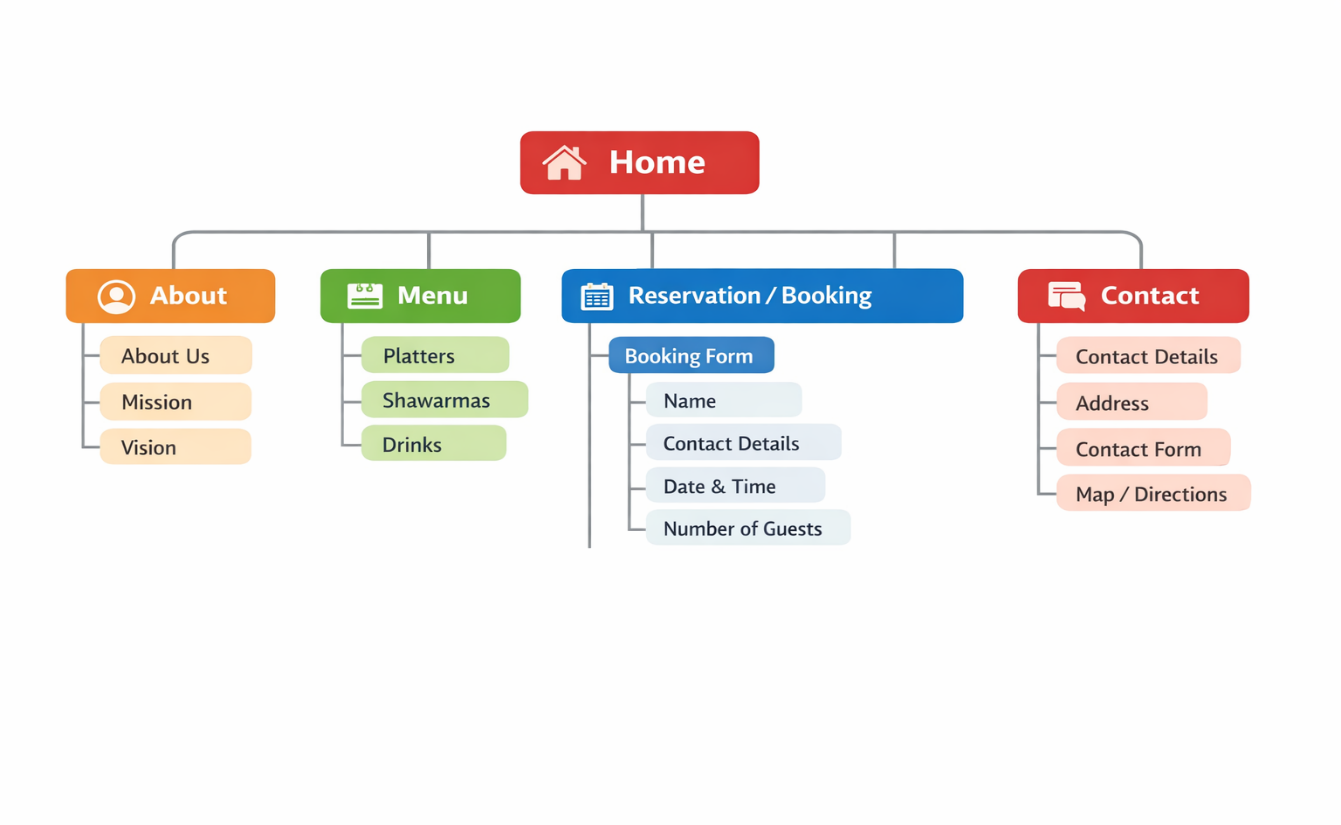 Home
About
About Us
Mission
Vision
Menu
Platters
Shawarmas
Drinks
Reservation / Booking
Booking Form
Name
Contact Details
Date & Time
Number of Guests
Contact
Contact Details
Address
Contact Form
Map / Directions